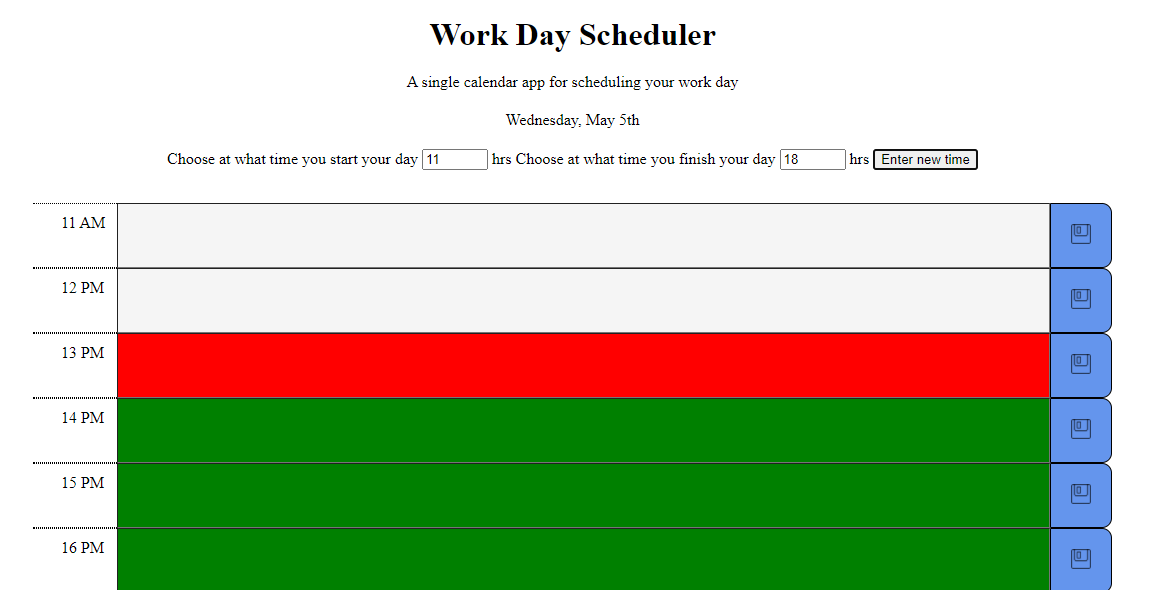 Work Day Scheduler
A single calendar app for scheduling your work day
Wednesday, May 5th
Choose at what time you start your day 11 hrs Choose at what time you finish your day 18 hrs Enter new time
11 AM
12 PM
13 PM
14 PM
15 PM
16 PM